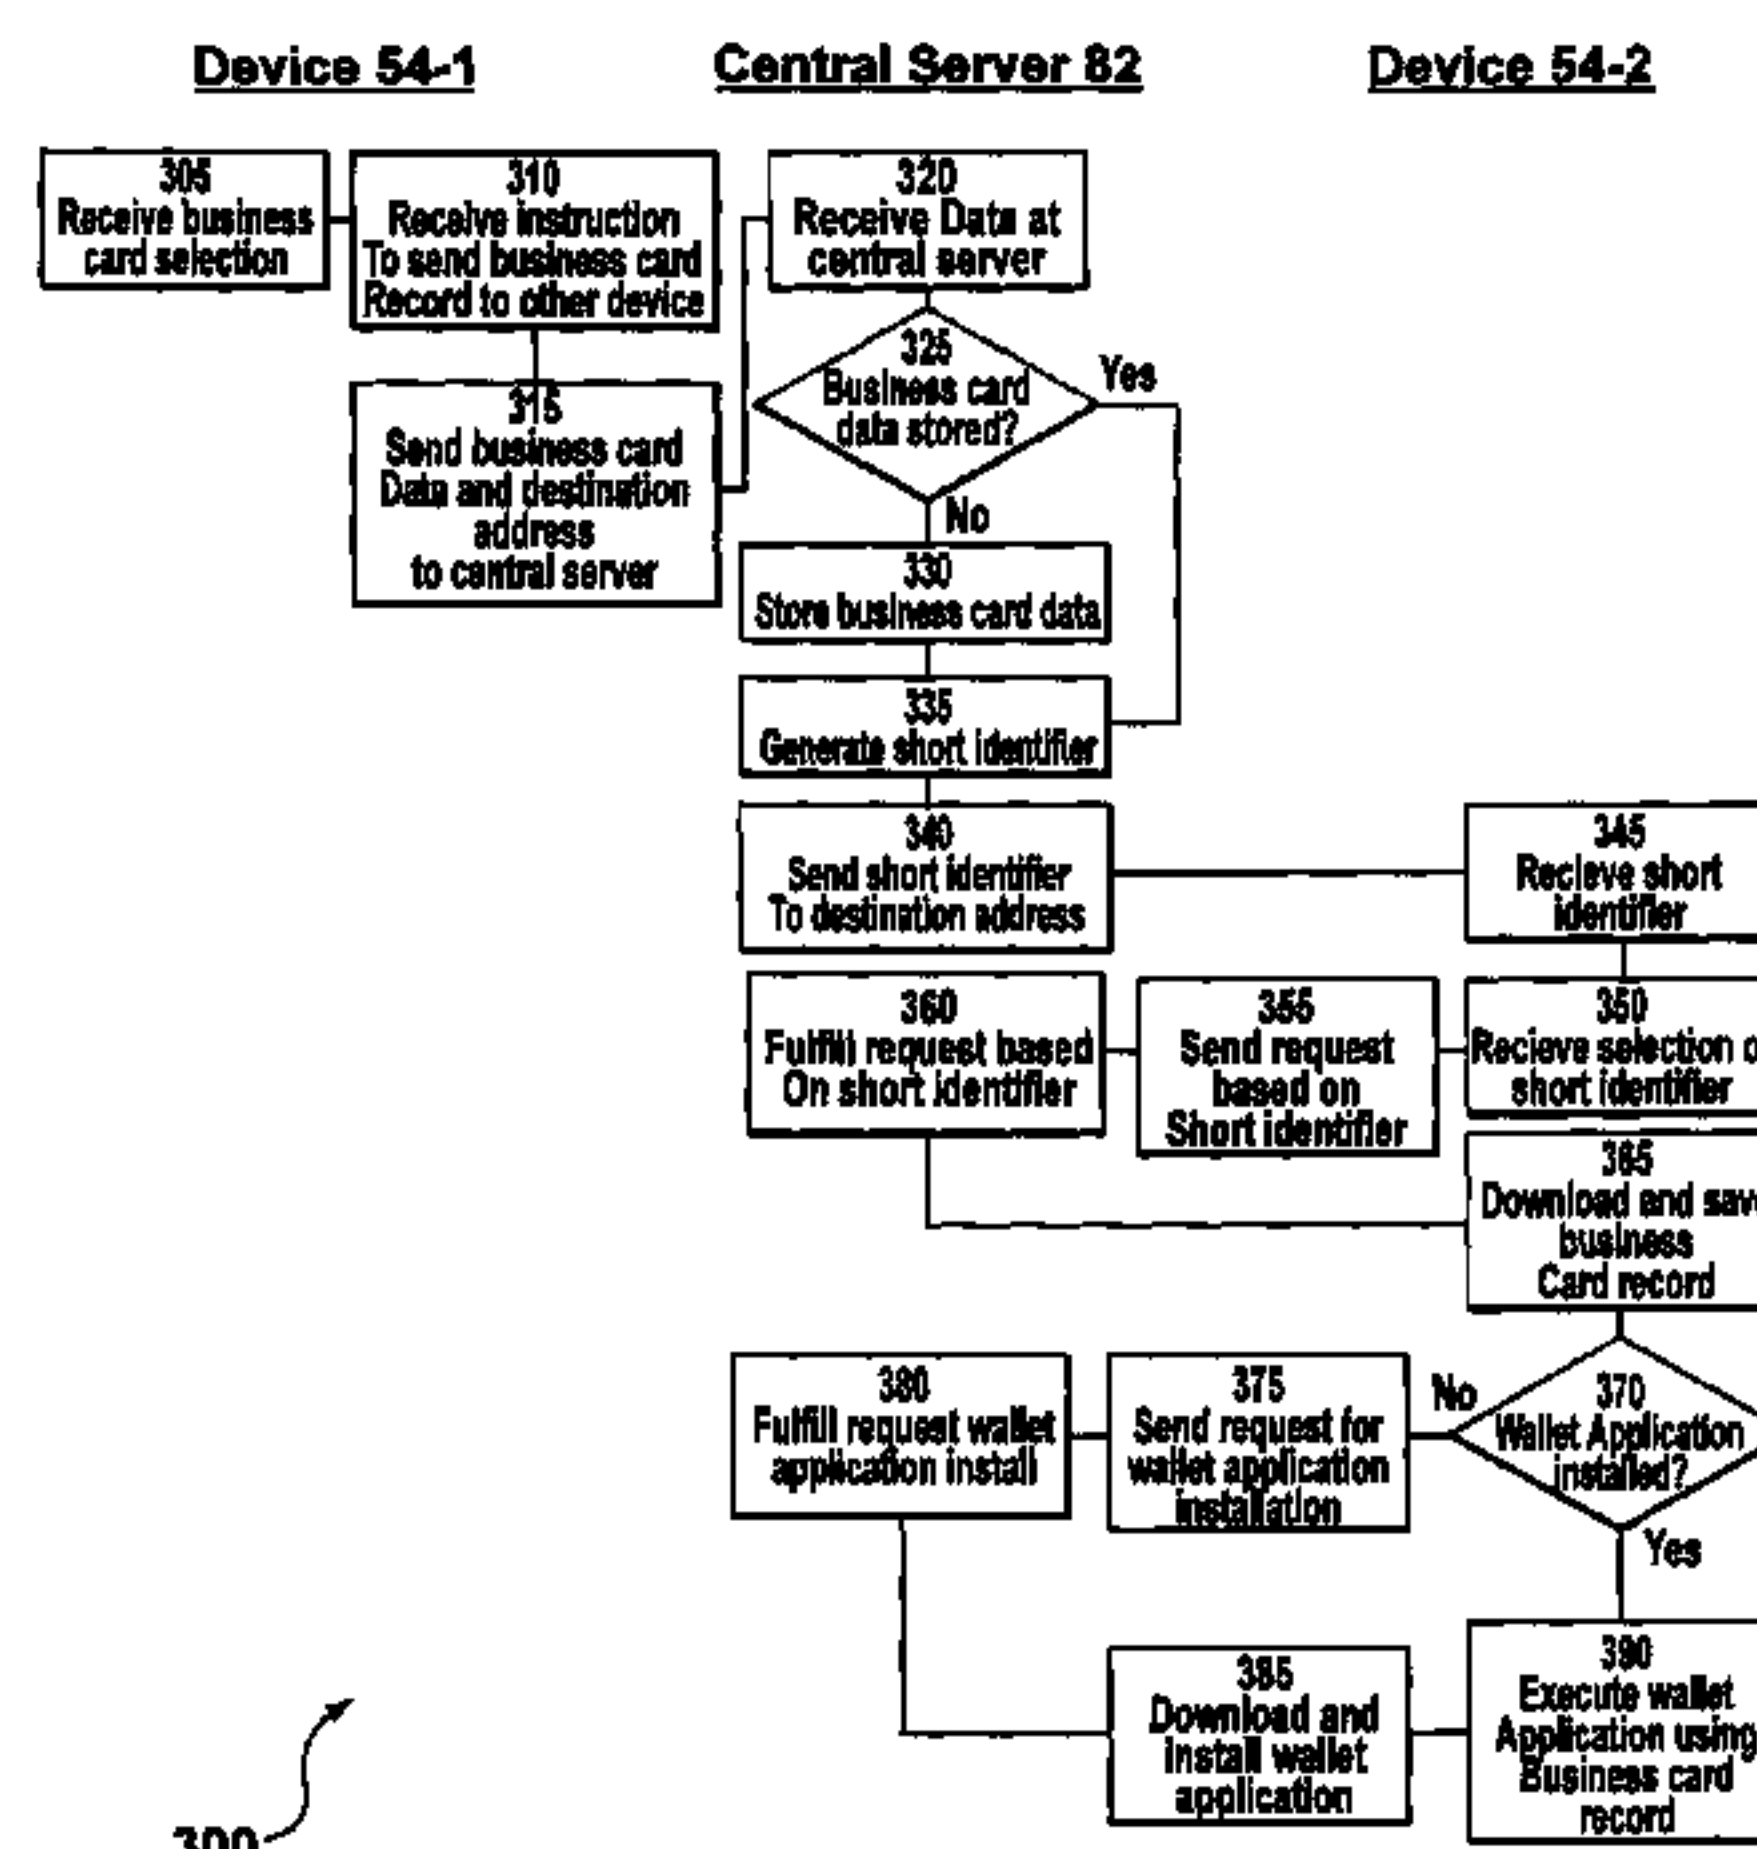 Device 54-1
Central Server 82
Device 54-2
305
Receive business
card selection
310
Receive instruction
To send business card
Record to other device
315
Send business card
Data and destination
address
to central server
320
Receive Data at
central server
325
Business card
data stored?
Yes
No
330
Store business card data
335
Generate short identifier
340
Send short identifier
To destination address
345
Recieve short
identifier
350
Recieve selection
short identifier
355
Send request
based on
Short identifier
360
Fulfill request based
On short identifier
365
Download and
business
Card record
370
Wallet Application
installed?
No
Yes
375
Send request for
wallet application
installation
380
Fulfill request wallet
application install
385
Download and
install wallet
application
390
Execute wallet
Application using
Business card
record
300